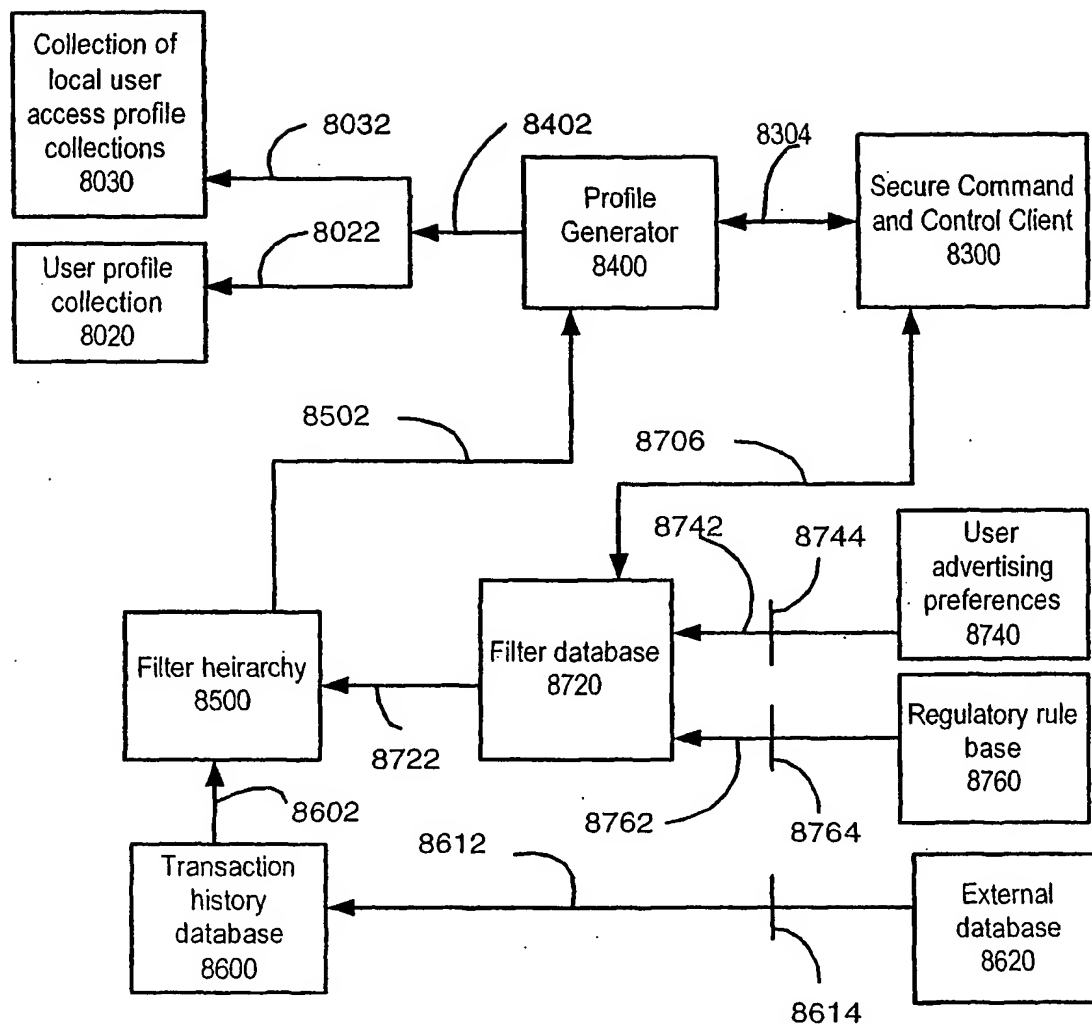 Collection of
local user
access profile
collections
8030
8032
8402
8304
Profile
Generator
8400
Secure Command
and Control Client
8300
8022
User profile
collection
8020
8502
8706
8742
8744
User
advertising
preferences
8740
Filter heirarchy
8500
Filter database
8720
8722
Regulatory rule
base
8760
8762
8764
8602
8612
Transaction
history
database
8600
External
database
8620
8614